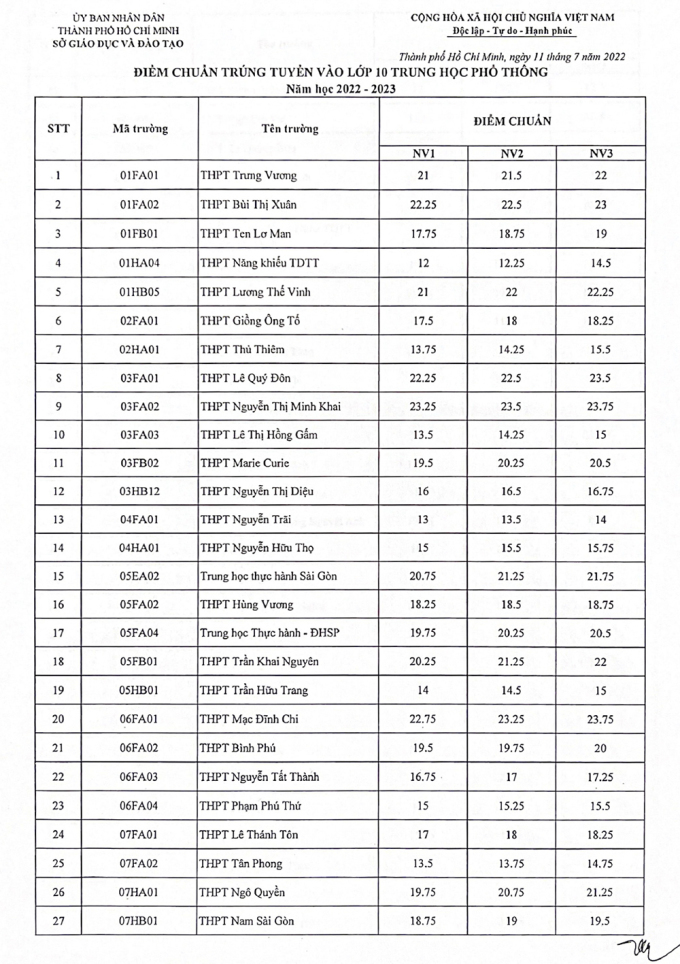 ỦY BAN NHÂN DÂN
THÀNH PHỐ HỒ CHÍ MINH
SỞ GIÁO DỤC VÀ ĐÀO TẠO
CỘNG HÒA XÃ HỘI CHỦ NGHĨA VIỆT NAM
Độc lập - Tự do - Hạnh phúc
Thành phố Hồ Chí Minh, ngày 11 tháng 7 năm 2022
ĐIỂM CHUẨN TRÚNG TUYỂN VÀO LỚP 10 TRUNG HỌC PHỔ THÔNG
Năm học 2022 - 2023
STT Mã trường Tên trường ĐIỂM CHUẨN
NV1 NV2 NV3
1 01FA01 THPT Trưng Vương 21 21.5 22
2 01FA02 THPT Bùi Thị Xuân 22.25 22.5 23
3 01FB01 THPT Ten Lơ Man 17.75 18.75 19
4 01HA04 THPT Năng khiếu TDTT 12 12.25 14.5
5 01HB05 THPT Lương Thế Vinh 21 22 22.25
6 02FA01 THPT Giồng Ông Tố 17.5 18 18.25
7 02HA01 THPT Thủ Thiêm 13.75 14.25 15.5
8 03FA01 THPT Lê Quý Đôn 22.25 22.5 23.5
9 03FA02 THPT Nguyễn Thị Minh Khai 23.25 23.5 23.75
10 03FA03 THPT Lê Thị Hồng Gấm 13.5 14.25 15
11 03FB02 THPT Marie Curie 19.5 20.25 20.5
12 03HB12 THPT Nguyễn Thị Diệu 16 16.5 16.75
13 04FA01 THPT Nguyễn Trãi 13 13.5 14
14 04HA01 THPT Nguyễn Hữu Thọ 15 15.5 15.75
15 05EA02 Trung học thực hành Sài Gòn 20.75 21.25 21.75
16 05FA02 THPT Hùng Vương 18.25 18.5 18.75
17 05FA04 Trung học Thực hành - ĐHSP 19.75 20.25 20.5
18 05FB01 THPT Trần Khai Nguyên 20.25 21.25 22
19 05HB01 THPT Trần Hữu Trang 14 14.5 15
20 06FA01 THPT Mạc Đĩnh Chi 22.75 23.25 23.75
21 06FA02 THPT Bình Phú 19.5 19.75 20
22 06FA03 THPT Nguyễn Tất Thành 16.75 17 17.25
23 06FA04 THPT Phạm Phú Thứ 15 15.25 15.5
24 07FA01 THPT Lê Thánh Tôn 17 18 18.25
25 07FA02 THPT Tân Phong 13.5 13.75 14.75
26 07HA01 THPT Ngô Quyền 19.75 20.75 21.25
27 07HB01 THPT Nam Sài Gòn 18.75 19 19.5